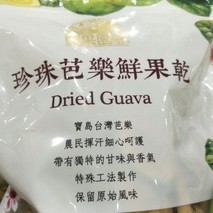 珍珠芭樂鮮果乾
Dried Guava
寶島台灣芭樂
農民揮汗細心呵護
帶有獨特的甘味與香氣
特殊工法製作
保留原始風味